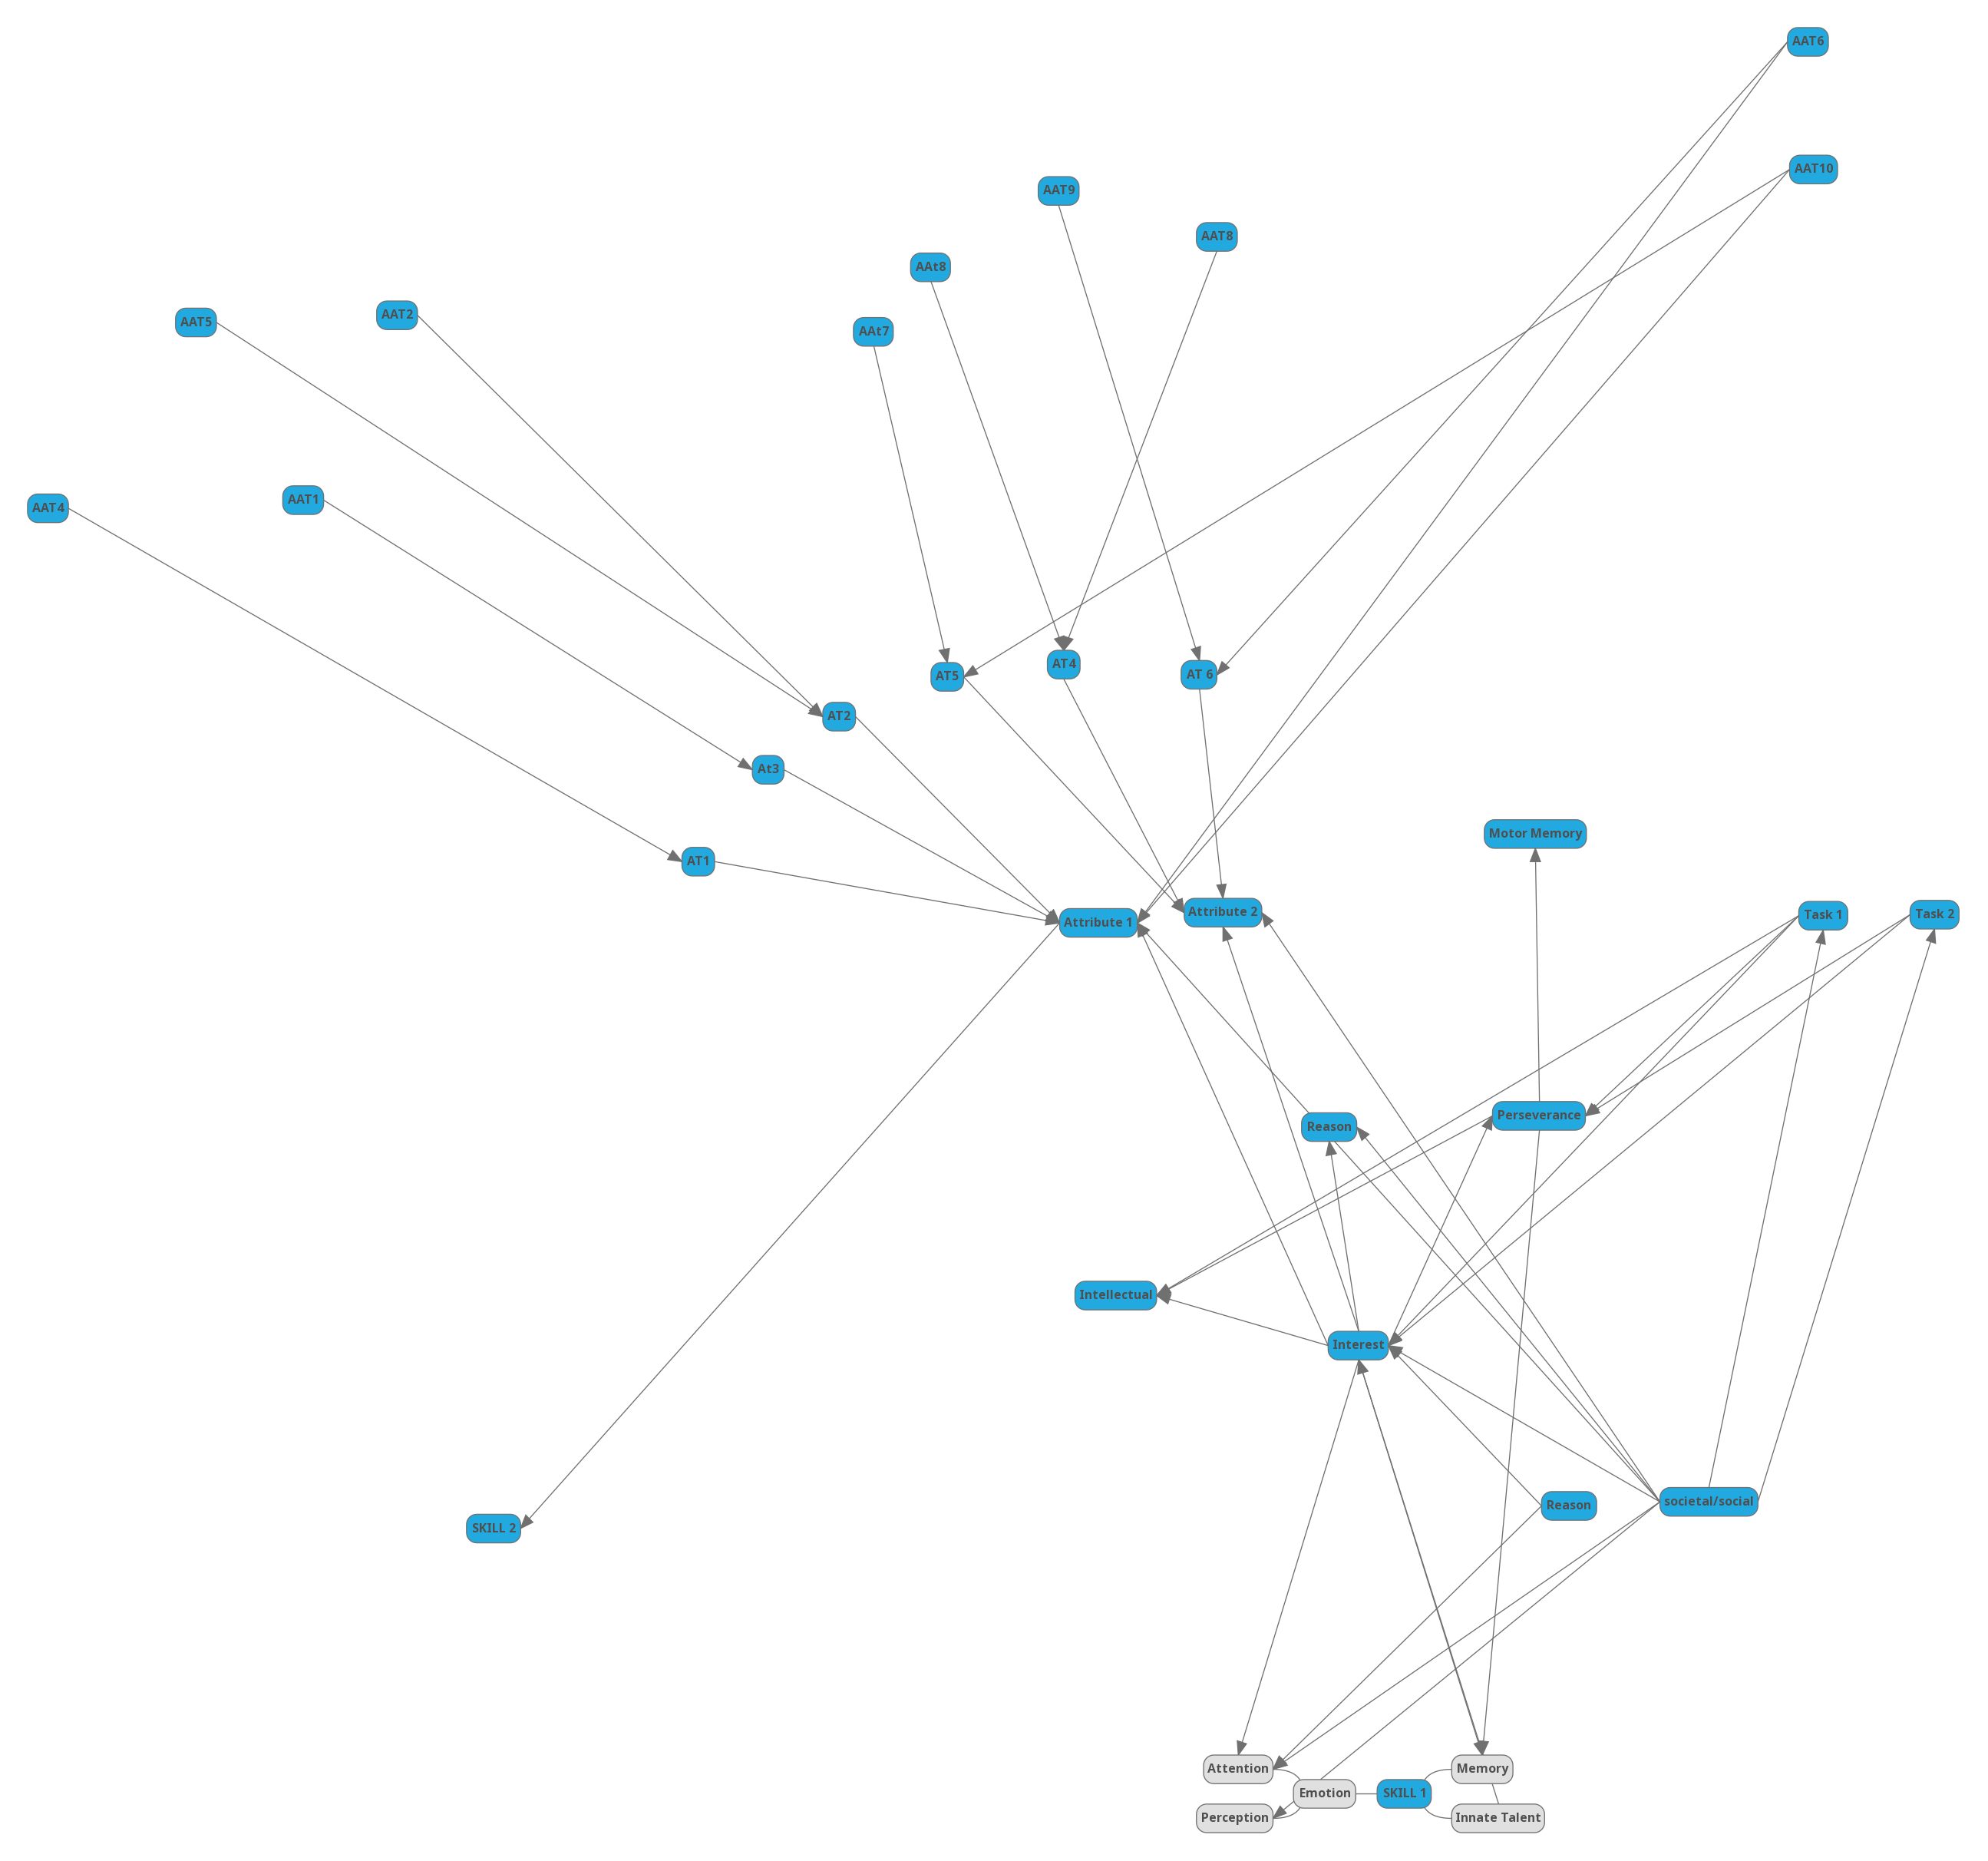 AAT6
AAT10
AAT9
AAT8
AAt8
AAT2
AAT5
AAt7
AAT1
AAT4
AT4
AT 6
AT5
AT2
At3
Motor Memory
AT1
Attribute 2
Task 2
Task 1
Attribute 1
Perseverance
Reason
Intellectual
Interest
societal/social
Reason
SKILL 2
Attention
Memory
Emotion
SKILL 1
Perception
Innate Talent